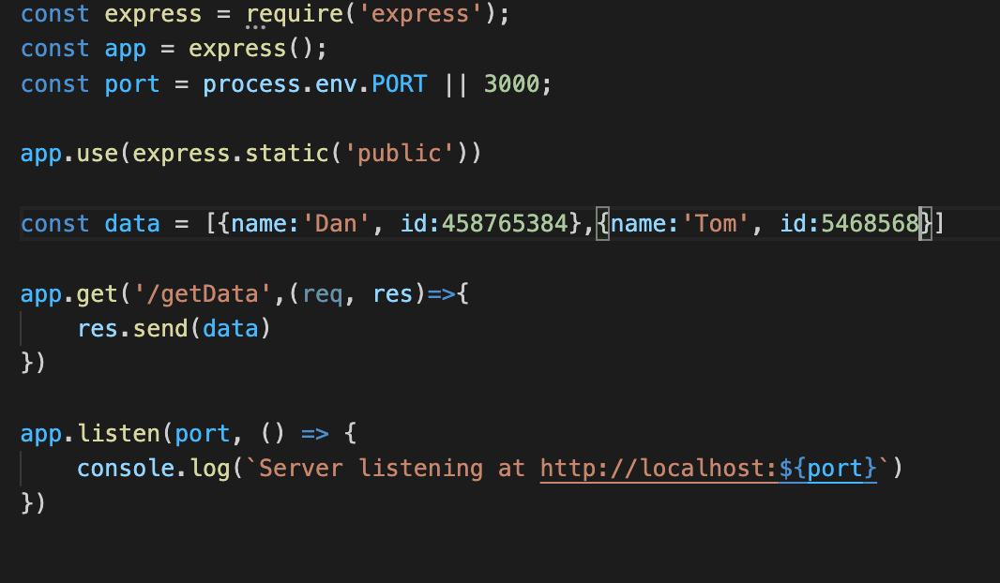 const express = require('express');
const app = express();
const port = process.env.PORT || 3000;
app.use(express.static('public'))
const data = [{name:'Dan', id:458765384},{name:'Tom', id:5468568}]
app.get('/getData',(req, res)=>{
    res.send(data)
})
app.listen(port, () => {
    console.log(`Server listening at http://localhost:${port}`)
})